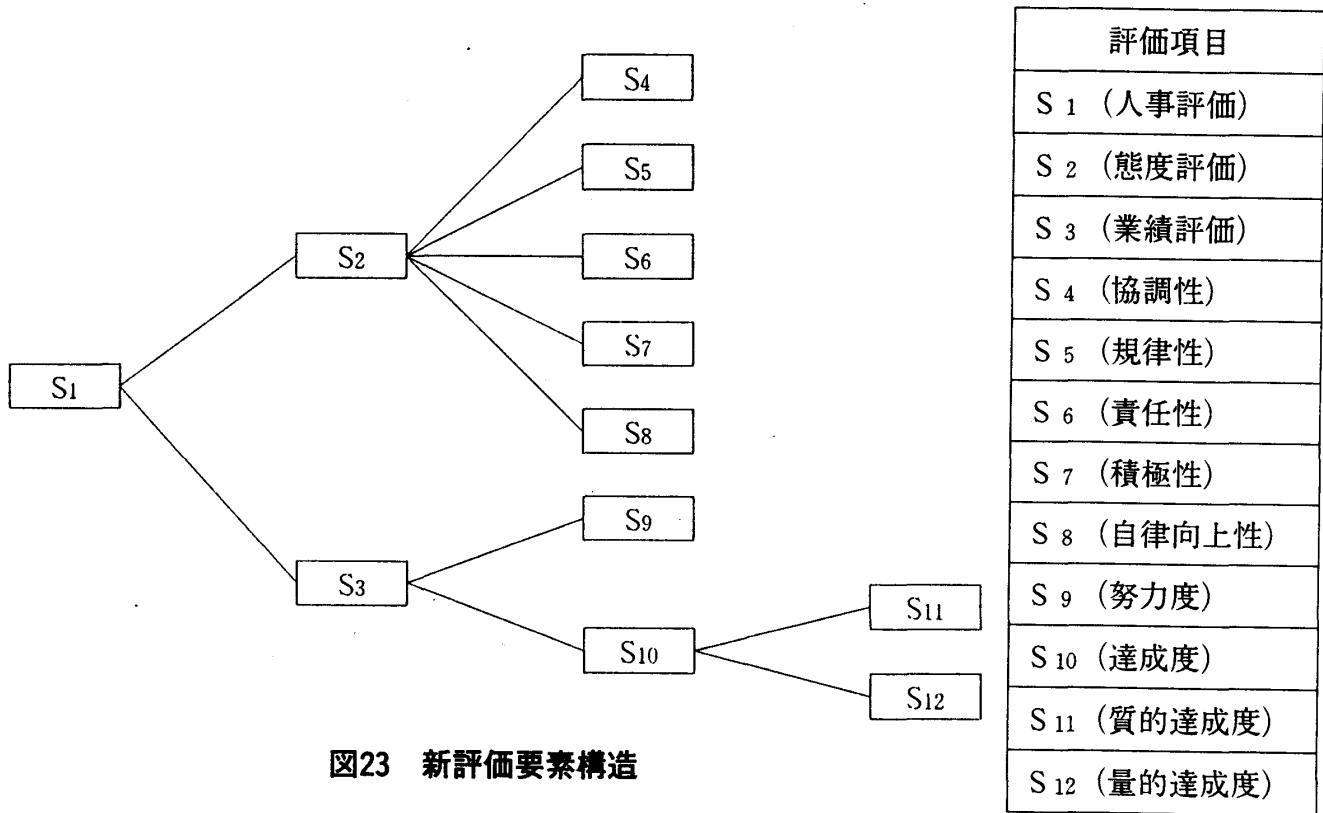 S4
S5
S2
S6
S7
S1
S8
S9
S3
S11
S10
S12
図23 新評価要素構造
評価項目
S 1 (人事評価)
S 2 (態度評価)
S 3 (業績評価)
S 4 (協調性)
S 5 (規律性)
S 6 (責任性)
S 7 (積極性)
S 8 (自律向上性)
S 9 (努力度)
S 10 (達成度)
S 11 (質的達成度)
S 12 (量的達成度)